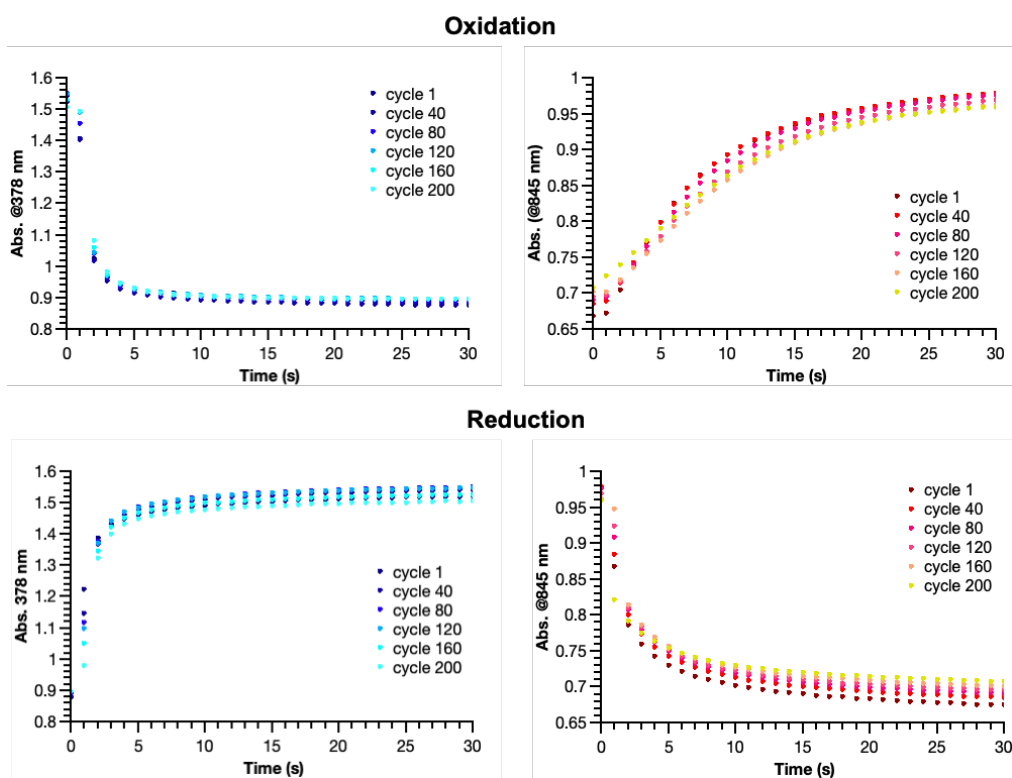 Oxidation
1.6
1.5
1.4
1.3
1.2
1.1
1
0.9
0.8
Abs. @378 nm
cycle 1
cycle 40
cycle 80
cycle 120
cycle 160
cycle 200
0 5 10 15 20 25 30
Time (s)
1
0.95
0.9
0.85
0.8
0.75
0.7
0.65
Abs. (@845 nm)
cycle 1
cycle 40
cycle 80
cycle 120
cycle 160
cycle 200
0 5 10 15 20 25 30
Time (s)
Reduction
1.6
1.5
1.4
1.3
1.2
1.1
1
0.9
0.8
Abs. 378 nm
cycle 1
cycle 40
cycle 80
cycle 120
cycle 160
cycle 200
0 5 10 15 20 25 30
Time (s)
1
0.95
0.9
0.85
0.8
0.75
0.7
0.65
Abs. @845 nm
cycle 1
cycle 40
cycle 80
cycle 120
cycle 160
cycle 200
0 5 10 15 20 25 30
Time (s)